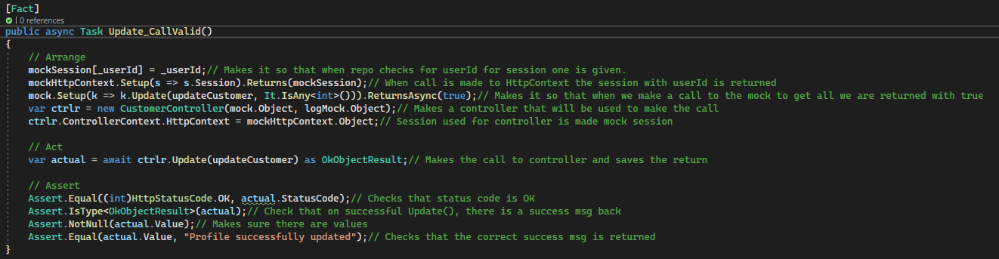 [Fact]
| 0 references
public async Task Update_CallValid()
{
// Arrange
mockSession[_userId] = _userId;// Makes it so that when repo checks for userId for session one is given.
mockHttpContext.Setup(s => s.Session).Returns(mockSession);// When call is made to HttpContext the session with userId is returned
mock.Setup(k => k.Update(updateCustomer, It.IsAny<int>())).ReturnsAsync(true);// Makes it so that when we make a call to the mock to get all we are returned with true
var ctrlr = new CustomerController(mock.Object, logMock.Object);// Makes a controller that will be used to make the call
ctrlr.ControllerContext.HttpContext = mockHttpContext.Object;// Session used for controller is made mock session
// Act
var actual = await ctrlr.Update(updateCustomer) as OkObjectResult;// Makes the call to controller and saves the return
// Assert
Assert.Equal((int)HttpStatusCode.OK, actual.StatusCode);// Checks that status code is OK
Assert.IsType<OkObjectResult>(actual);// Check that on successful Update(), there is a success msg back
Assert.NotNull(actual.Value);// Makes sure there are values
Assert.Equal(actual.Value, "Profile successfully updated");// Checks that the correct success msg is returned
}